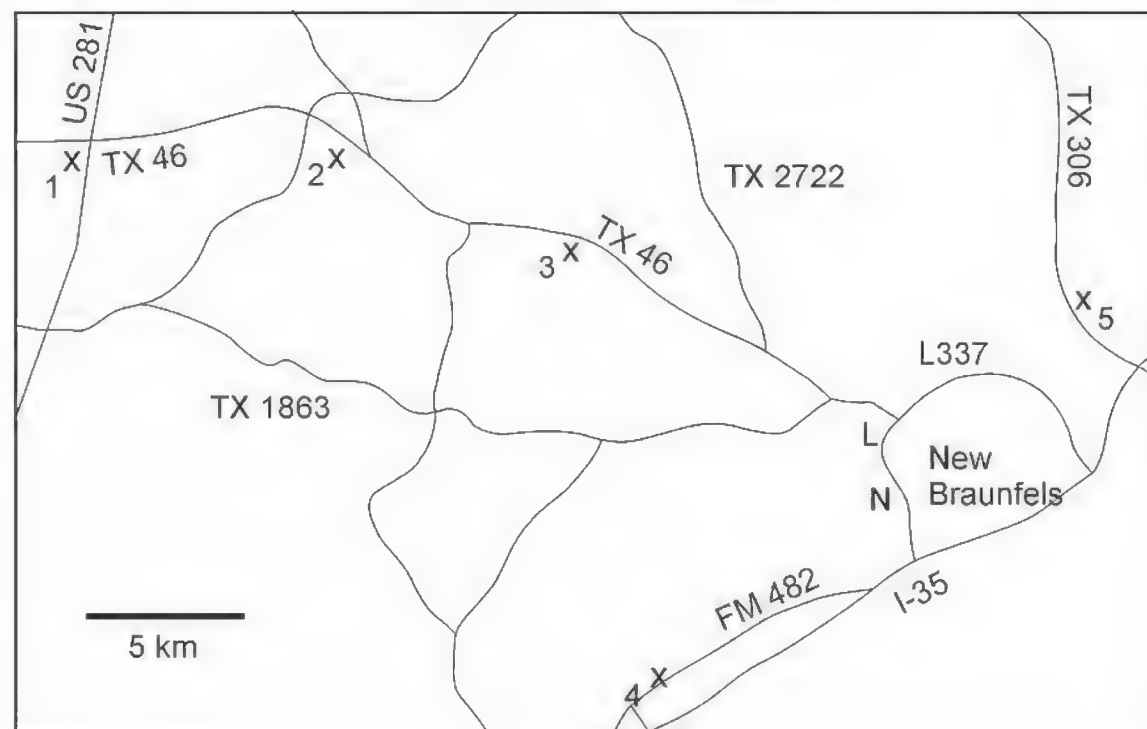 US 281
TX 46
1 X
2 X
TX 2722
TX 306
3 X
TX 46
X 5
L337
TX 1863
L
N
New
Braunfels
FM 482
I-35
4 X
5 km